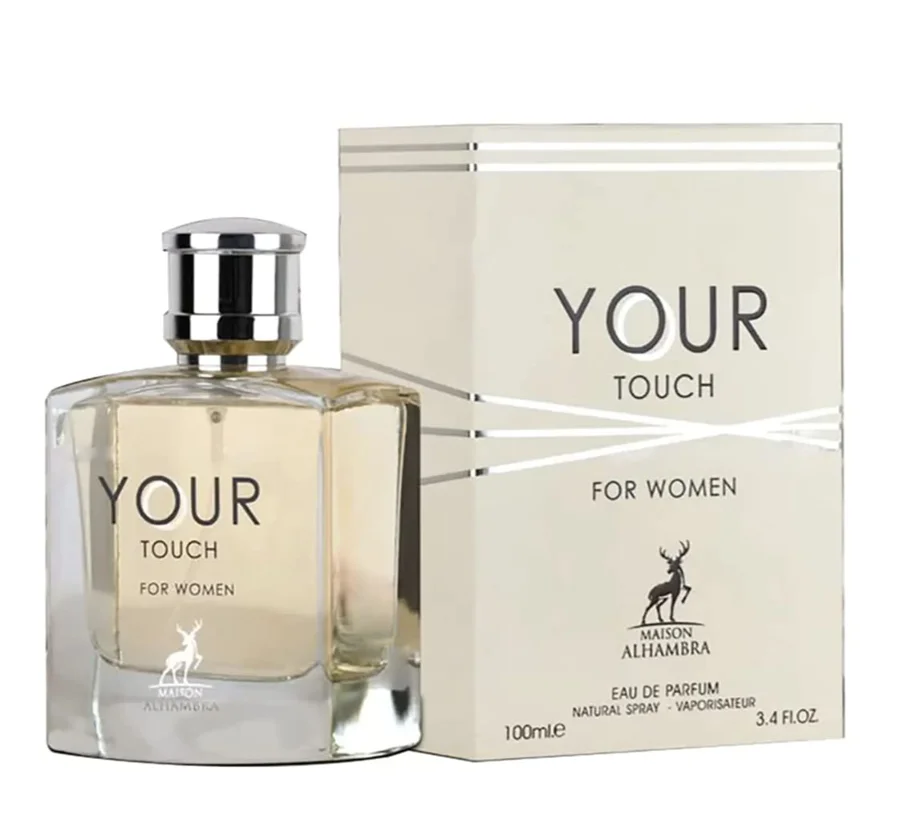 YOUR
TOUCH
FOR WOMEN
MAISON
ALHAMBRA
YOUR
TOUCH
FOR WOMEN
MAISON
ALHAMBRA
EAU DE PARFUM
NATURAL SPRAY - VAPORISATEUR
100ml.e 3.4 Fl.OZ.